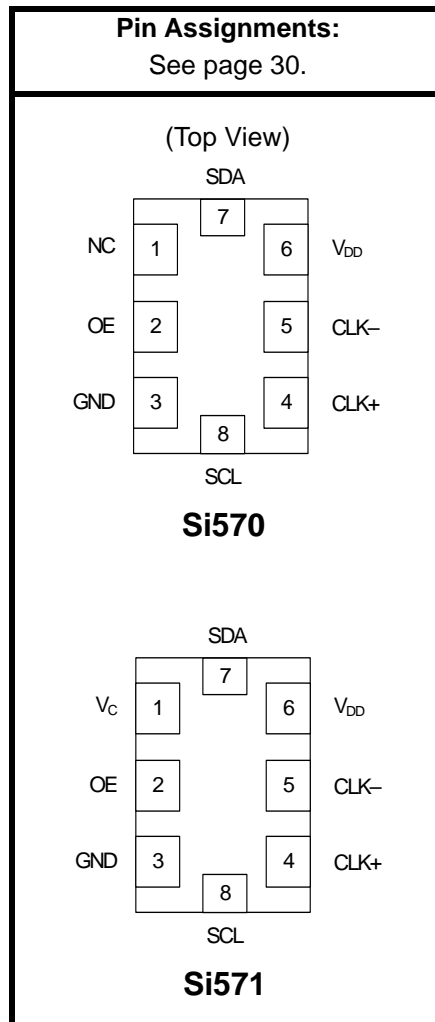 Pin Assignments:
See page 30.
(Top View)
SDA
7
NC 1 6 VDD
OE 2 5 CLK–
GND 3 4 CLK+
8
SCL
Si570
SDA
7
VC 1 6 VDD
OE 2 5 CLK–
GND 3 4 CLK+
8
SCL
Si571